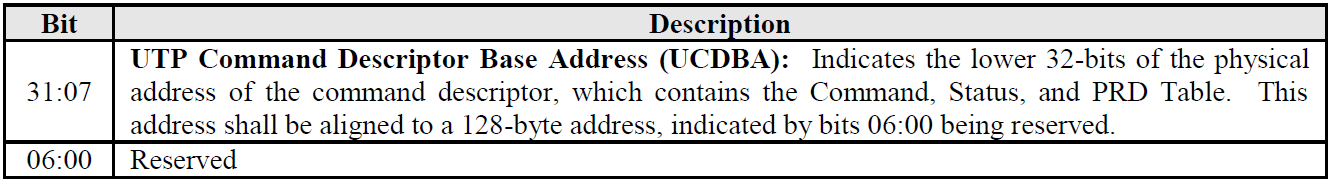 Bit Description
31:07 UTP Command Descriptor Base Address (UCDBA): Indicates the lower 32-bits of the physical
address of the command descriptor, which contains the Command, Status, and PRD Table. This
address shall be aligned to a 128-byte address, indicated by bits 06:00 being reserved.
06:00 Reserved